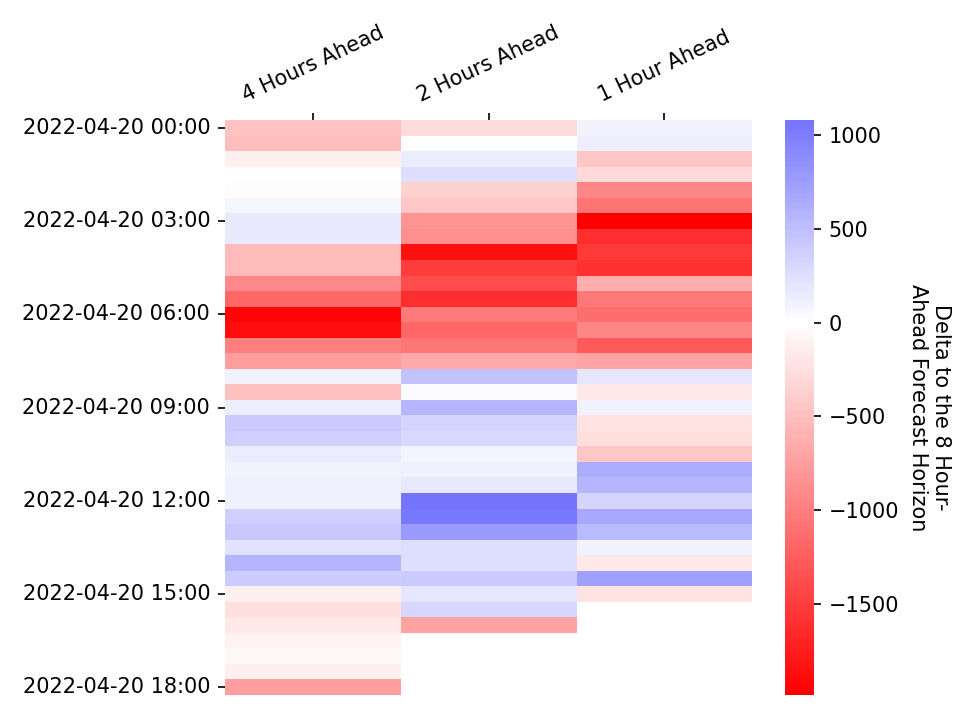 4 Hours Ahead
2 Hours Ahead
1 Hour Ahead
2022-04-20 00:00
2022-04-20 03:00
2022-04-20 06:00
2022-04-20 09:00
2022-04-20 12:00
2022-04-20 15:00
2022-04-20 18:00
1000
500
0
−500
−1000
−1500
Delta to the 8 Hour-
Ahead Forecast Horizon